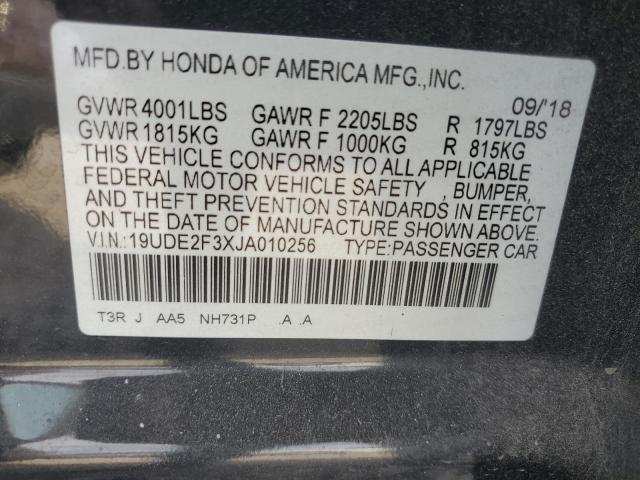 MFD.BY HONDA OF AMERICA MFG.,INC.
09/'18
GVWR 4001LBS GAWR F 2205LBS R 1797LBS
GVWR 1815KG GAWR F 1000KG R 815KG
THIS VEHICLE CONFORMS TO ALL APPLICABLE
FEDERAL MOTOR VEHICLE SAFETY , BUMPER,
AND THEFT PREVENTION STANDARDS IN EFFECT
ON THE DATE OF MANUFACTURE SHOWN ABOVE.
V.I.N.:19UDE2F3XJA010256 TYPE:PASSENGER CAR
T3R J AA5 NH731P .A .A